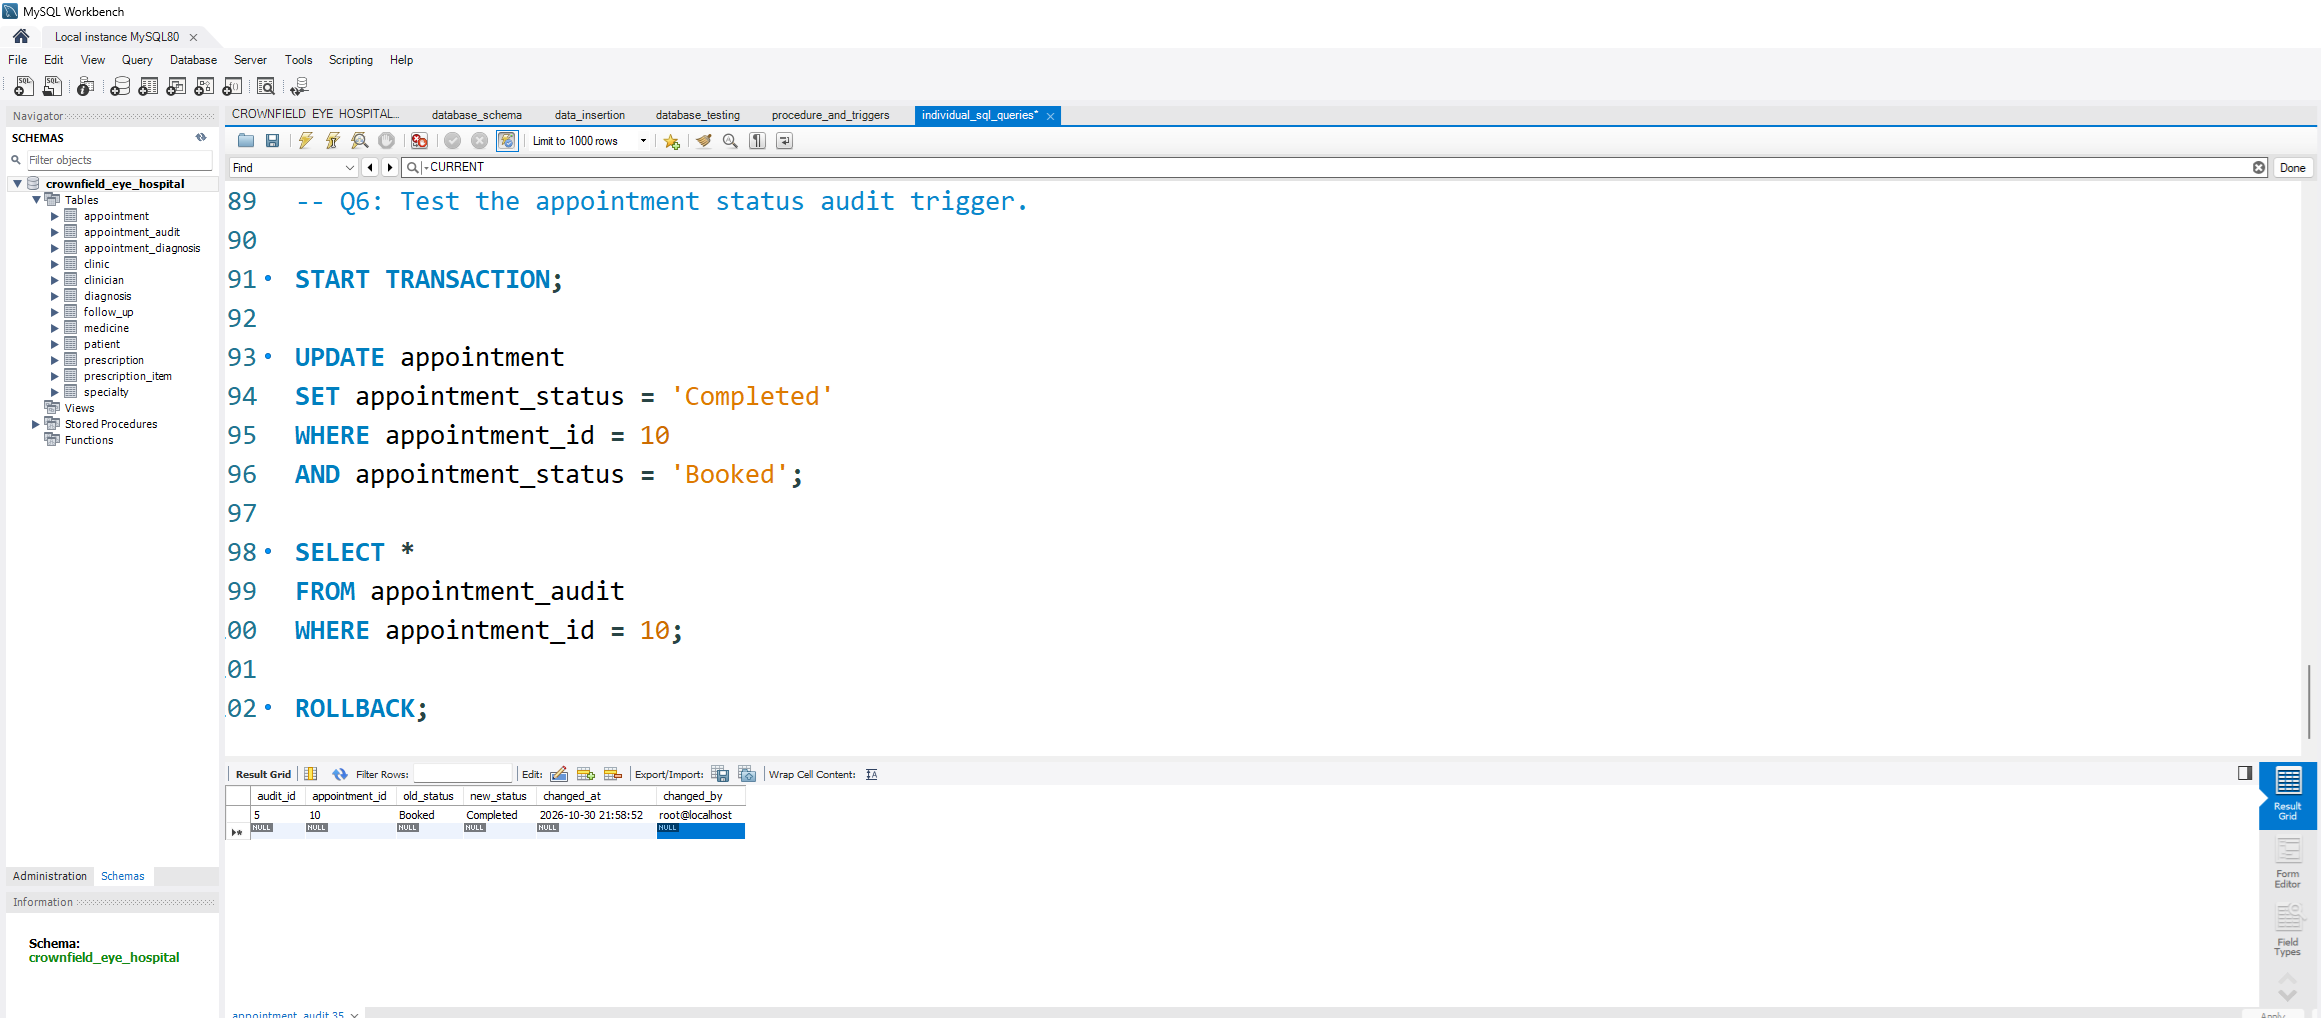 MySQL Workbench
Local instance MySQL80
File Edit View Query Database Server Tools Scripting Help
Navigator
SCHEMAS
Filter objects
crownfield_eye_hospital
Tables
appointment
appointment_audit
appointment_diagnosis
clinic
clinician
diagnosis
follow_up
medicine
patient
prescription
prescription_item
specialty
Views
Stored Procedures
Functions
Administration Schemas
Information
Schema:
crownfield_eye_hospital
CROWNFIELD EYE HOSPITAL... database_schema data_insertion database_testing procedure_and_triggers individual_sql_queries*
Limit to 1000 rows
Find CURRENT Done
89 -- Q6: Test the appointment status audit trigger.
90
91 START TRANSACTION;
92
93 UPDATE appointment
94 SET appointment_status = 'Completed'
95 WHERE appointment_id = 10
96 AND appointment_status = 'Booked';
97
98 SELECT *
99 FROM appointment_audit
00 WHERE appointment_id = 10;
01
02 ROLLBACK;
Result Grid Filter Rows: Edit: Export/Import: Wrap Cell Content:
audit_id appointment_id old_status new_status changed_at changed_by
5 10 Booked Completed 2026-10-30 21:58:52 root@localhost
NULL NULL NULL NULL NULL NULL
Result
Grid
Form
Editor
Field
Types
appointment_audit 35
Apply